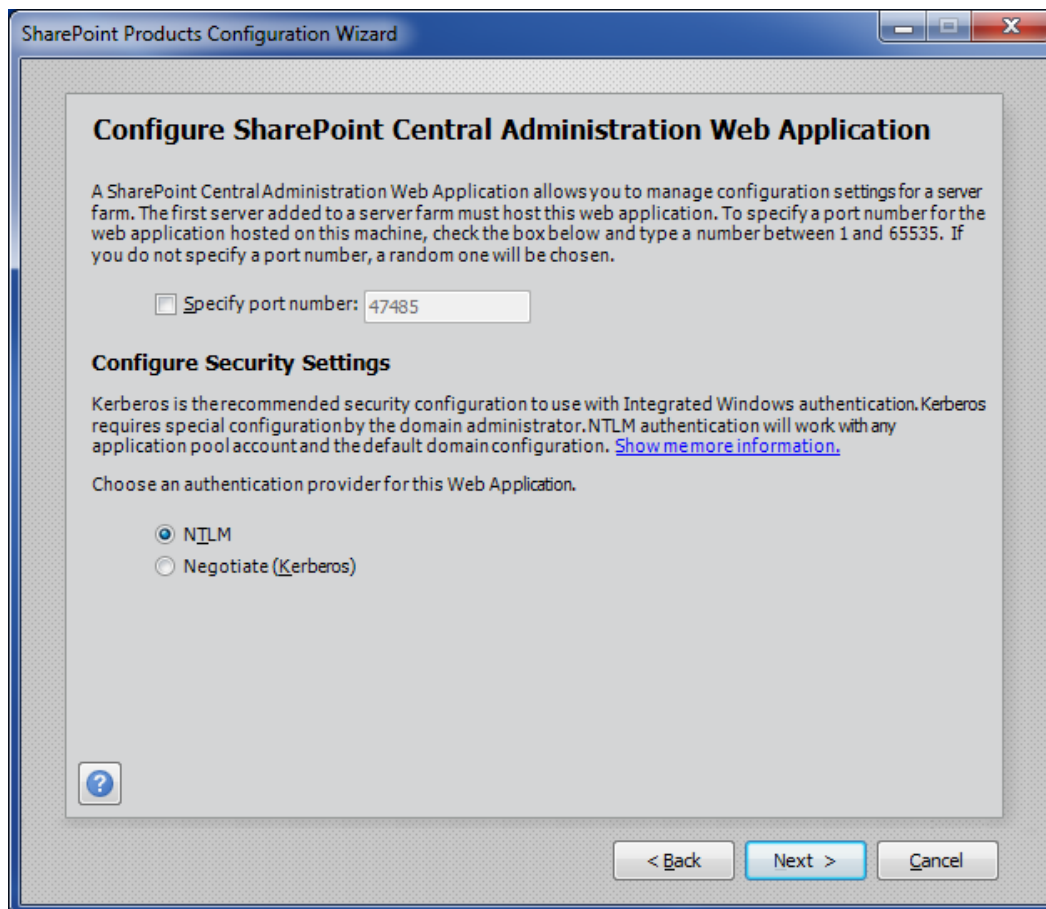 SharePoint Products Configuration Wizard
Configure SharePoint Central Administration Web Application
A SharePoint Central Administration Web Application allows you to manage configuration settings for a server
farm. The first server added to a server farm must host this web application. To specify a port number for the
web application hosted on this machine, check the box below and type a number between 1 and 65535. If
you do not specify a port number, a random one will be chosen.
Specify port number: 47485
Configure Security Settings
Kerberos is the recommended security configuration to use with Integrated Windows authentication. Kerberos
requires special configuration by the domain administrator. NTLM authentication will work with any
application pool account and the default domain configuration. Show me more information.
Choose an authentication provider for this Web Application.
NTLM
Negotiate (Kerberos)
?
< Back Next > Cancel